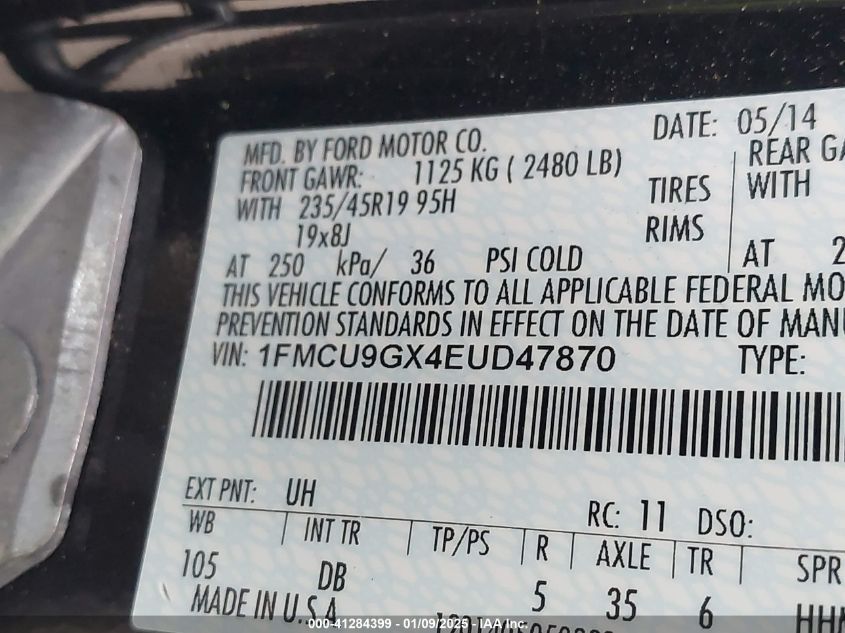 DATE: 05/14
MFD. BY FORD MOTOR CO.
FRONT GAWR: 1125 KG ( 2480 LB) REAR
WITH 235/45R19 95H TIRES WITH
19x8J RIMS
AT 250 kPa/ 36 PSI COLD AT
THIS VEHICLE CONFORMS TO ALL APPLICABLE FEDERAL
PREVENTION STANDARDS IN EFFECT ON THE DATE OF
VIN: 1FMCU9GX4EUD47870 TYPE:
EXT PNT: UH RC: 11 DSO:
WB INT TR TP/PS R AXLE TR SPR
105 DB 5 35 6
MADE IN U.S.A.
000-41284399 - 01/09/2025 - IAA Inc.